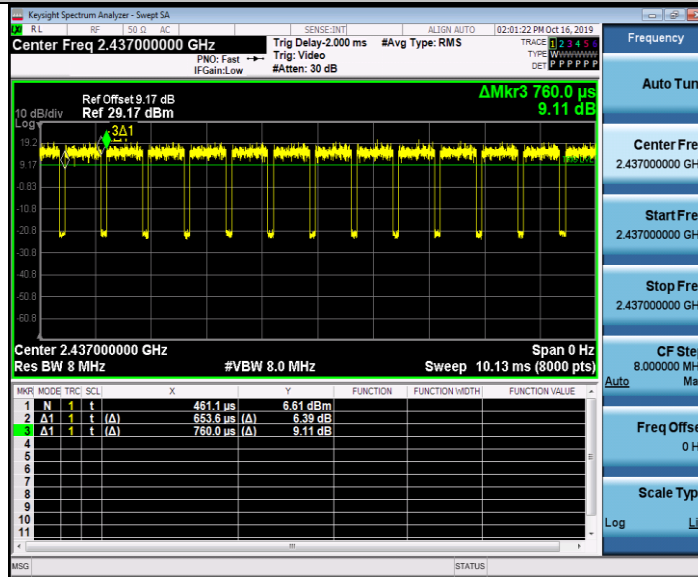 Keysight Spectrum Analyzer - Swept SA
RL RF 50 Ω AC SENSE:INT ALIGN AUTO 02:01:22 PM Oct 16, 2019
Center Freq 2.437000000 GHz
PNO: Fast
IFGain:Low
Trig Delay-2.000 ms
Trig: Video
#Atten: 30 dB
#Avg Type: RMS
TRACE 1 2 3 4 5 6
TYPE WWWWWW
DET P P P P P P
ΔMkr3 760.0 µs
9.11 dB
Ref Offset 9.17 dB
10 dB/div Ref 29.17 dBm
Log
3Δ1
19.2
9.17
-0.83
-10.8
-20.8
-30.8
-40.8
-50.8
-60.8
Center 2.437000000 GHz Span 0 Hz
Res BW 8 MHz #VBW 8.0 MHz Sweep 10.13 ms (8000 pts)
MKR MODE TRC SCL X Y FUNCTION FUNCTION WIDTH FUNCTION VALUE
1 N 1 t 461.1 µs 6.61 dBm
2 Δ1 1 t (Δ) 653.6 µs (Δ) 6.39 dB
3 Δ1 1 t (Δ) 760.0 µs (Δ) 9.11 dB
4
5
6
7
8
9
10
11
MSG STATUS
Frequency
Auto Tun
Center Fre
2.437000000 GH
Start Fre
2.437000000 GH
Stop Fre
2.437000000 GH
CF Ste
8.000000 MH
Auto Ma
Freq Offse
0 H
Scale Typ
Log Li